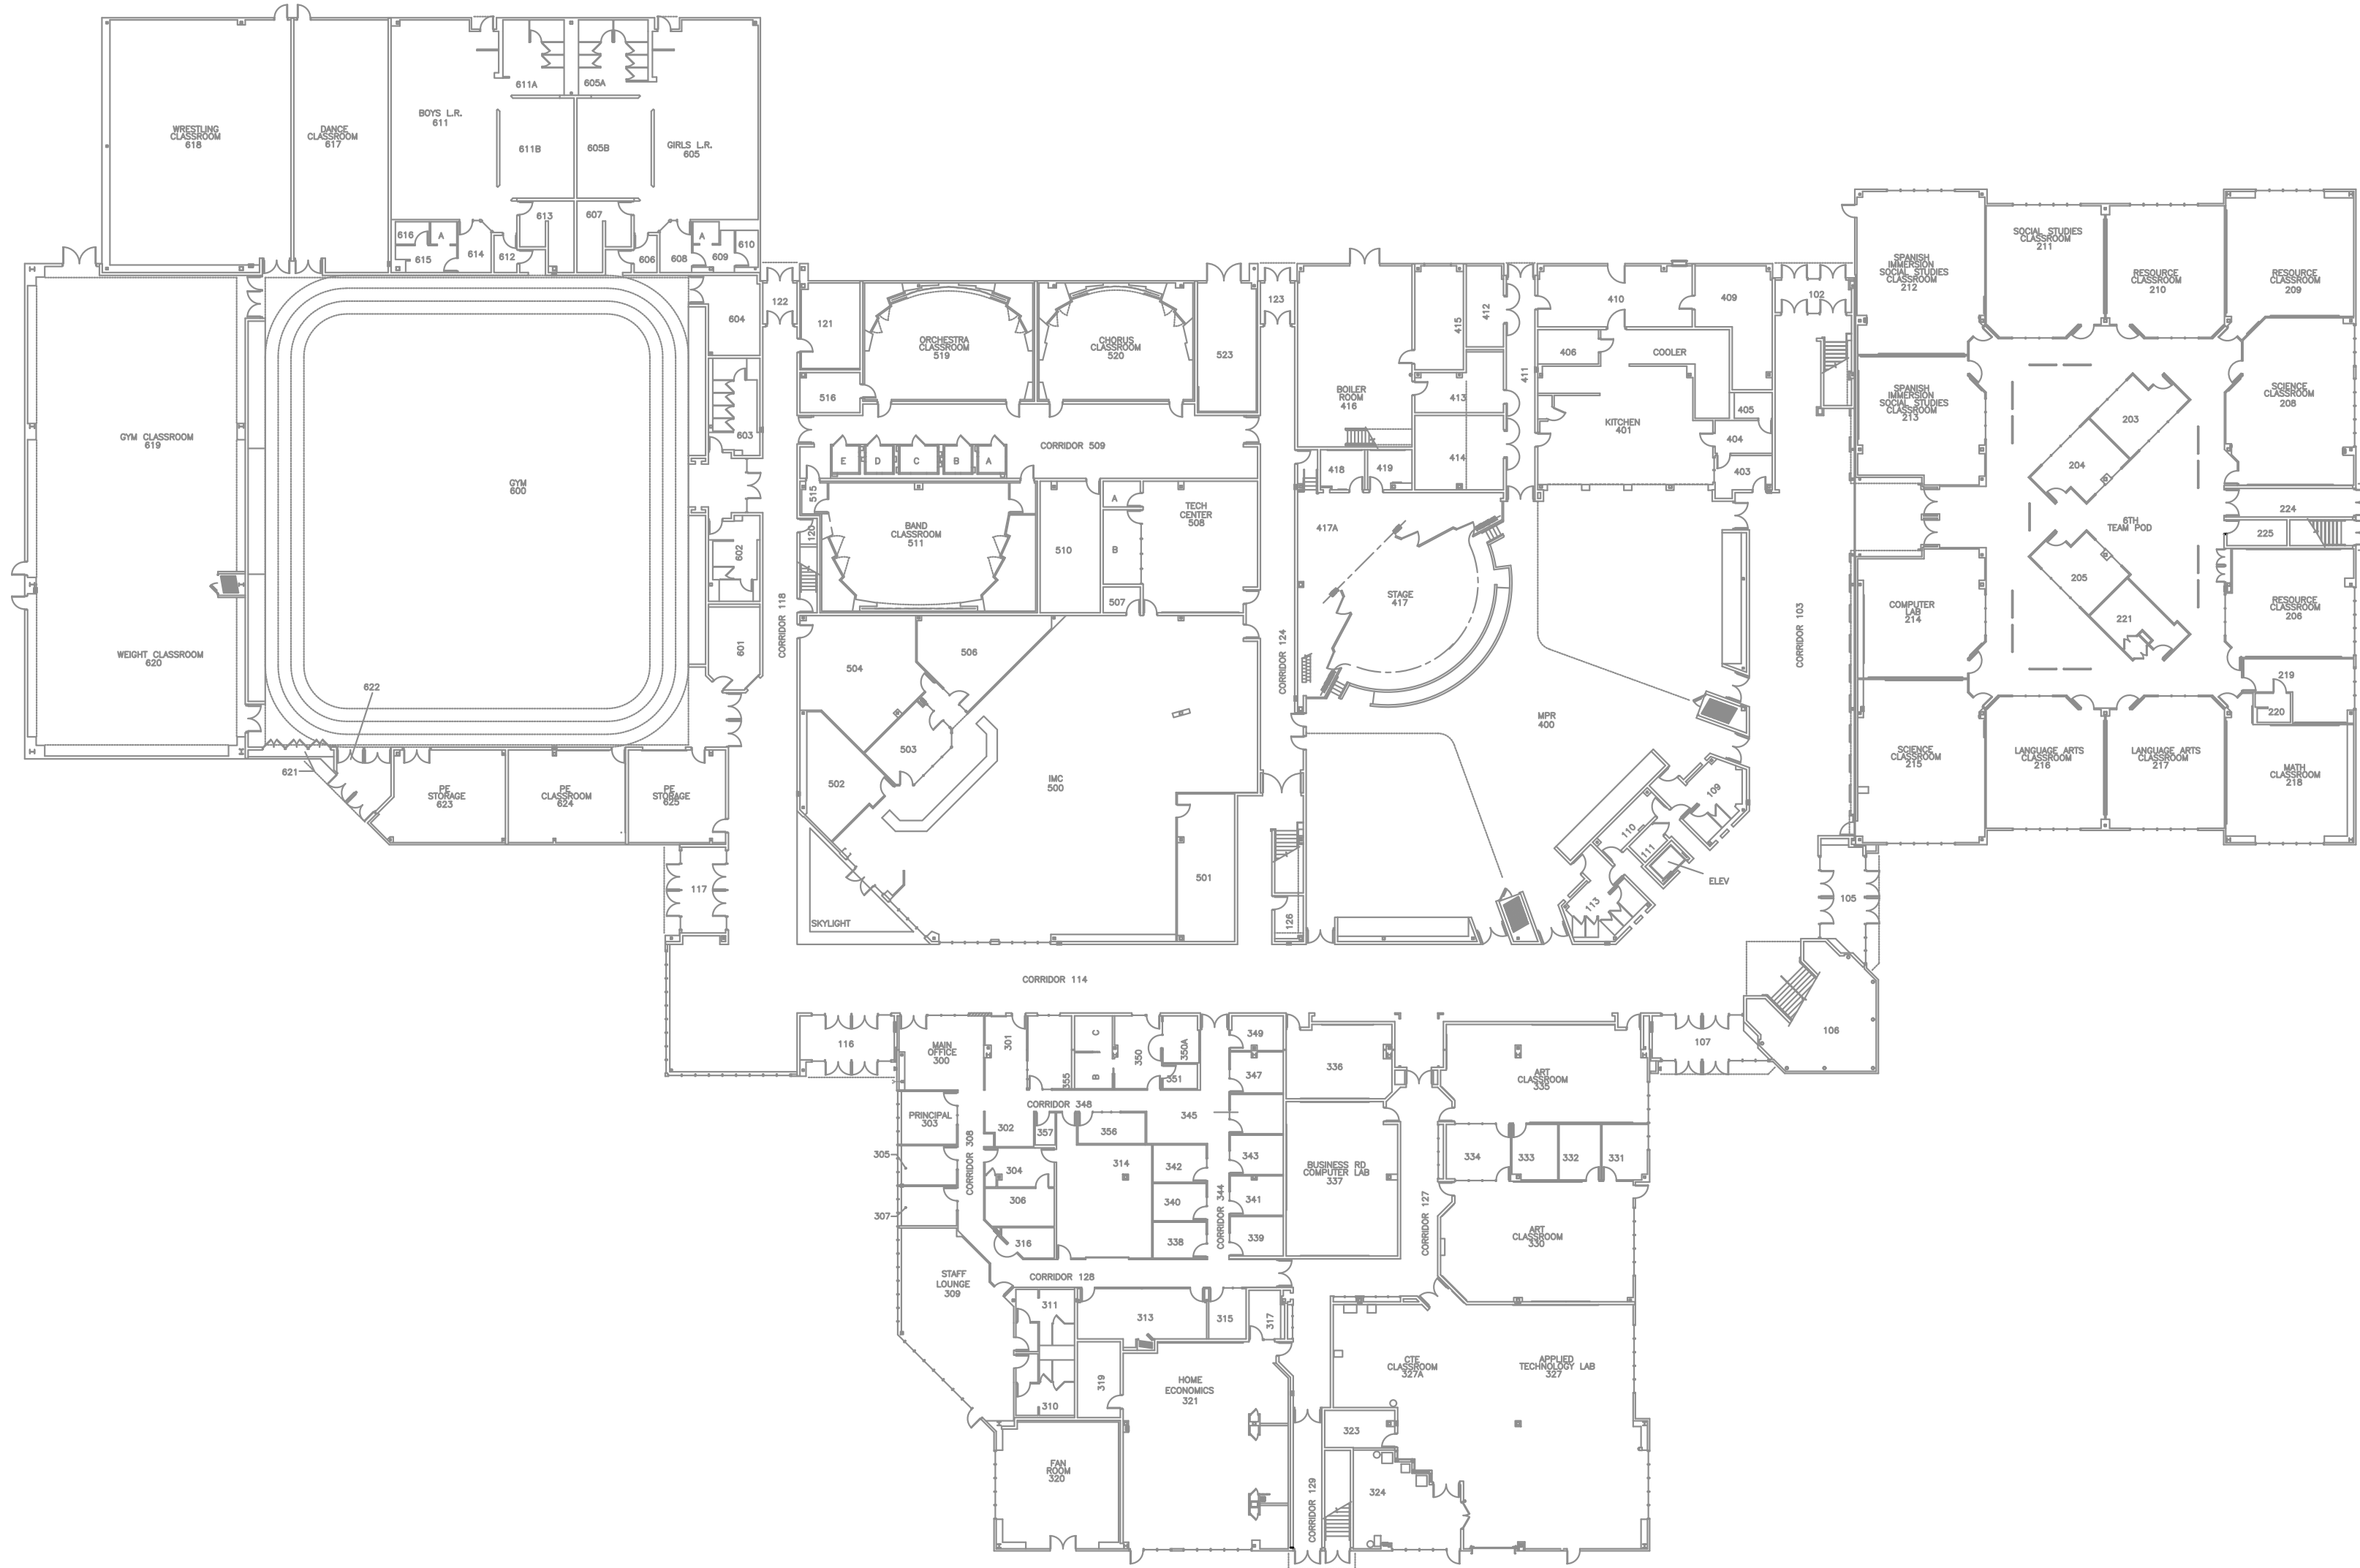 WRESTLING
CLASSROOM
618
DANCE
CLASSROOM
617
BOYS L.R.
611
611A
605A
611B
605B
GIRLS L.R.
605
613
607
616
A
615
614
612
606
608
A
609
610
GYM CLASSROOM
619
WEIGHT CLASSROOM
620
GYM
600
604
603
602
601
622
621
PE
STORAGE
623
PE
CLASSROOM
624
PE
STORAGE
625
117
122
CORRIDOR 118
121
516
ORCHESTRA
CLASSROOM
519
CHORUS
CLASSROOM
520
523
123
CORRIDOR 509
E
D
C
B
A
515
120
BAND
CLASSROOM
511
510
A
B
TECH
CENTER
508
507
504
506
503
502
IMC
500
501
SKYLIGHT
CORRIDOR 124
126
BOILER
ROOM
416
415
412
413
414
411
418
419
410
409
406
COOLER
KITCHEN
401
405
404
403
417A
STAGE
417
MPR
400
109
110
111
113
ELEV
102
CORRIDOR 103
105
106
107
SPANISH
IMMERSION
SOCIAL STUDIES
CLASSROOM
212
SOCIAL STUDIES
CLASSROOM
211
RESOURCE
CLASSROOM
210
RESOURCE
CLASSROOM
209
SPANISH
IMMERSION
SOCIAL STUDIES
CLASSROOM
213
203
204
SCIENCE
CLASSROOM
208
6TH
TEAM POD
224
225
205
221
COMPUTER
LAB
214
RESOURCE
CLASSROOM
206
219
220
SCIENCE
CLASSROOM
215
LANGUAGE ARTS
CLASSROOM
216
LANGUAGE ARTS
CLASSROOM
217
MATH
CLASSROOM
218
CORRIDOR 114
116
MAIN
OFFICE
300
301
355
C
B
350
350A
351
349
347
336
ART
CLASSROOM
335
CORRIDOR 348
345
PRINCIPAL
303
302
357
356
305
CORRIDOR 308
304
314
342
343
306
340
341
307
316
338
CORRIDOR 344
339
BUSINESS RD
COMPUTER LAB
337
334
333
332
331
CORRIDOR 127
ART
CLASSROOM
330
STAFF
LOUNGE
309
CORRIDOR 128
311
313
315
317
310
319
HOME
ECONOMICS
321
CTE
CLASSROOM
327A
APPLIED
TECHNOLOGY LAB
327
323
FAN
ROOM
320
CORRIDOR 129
324